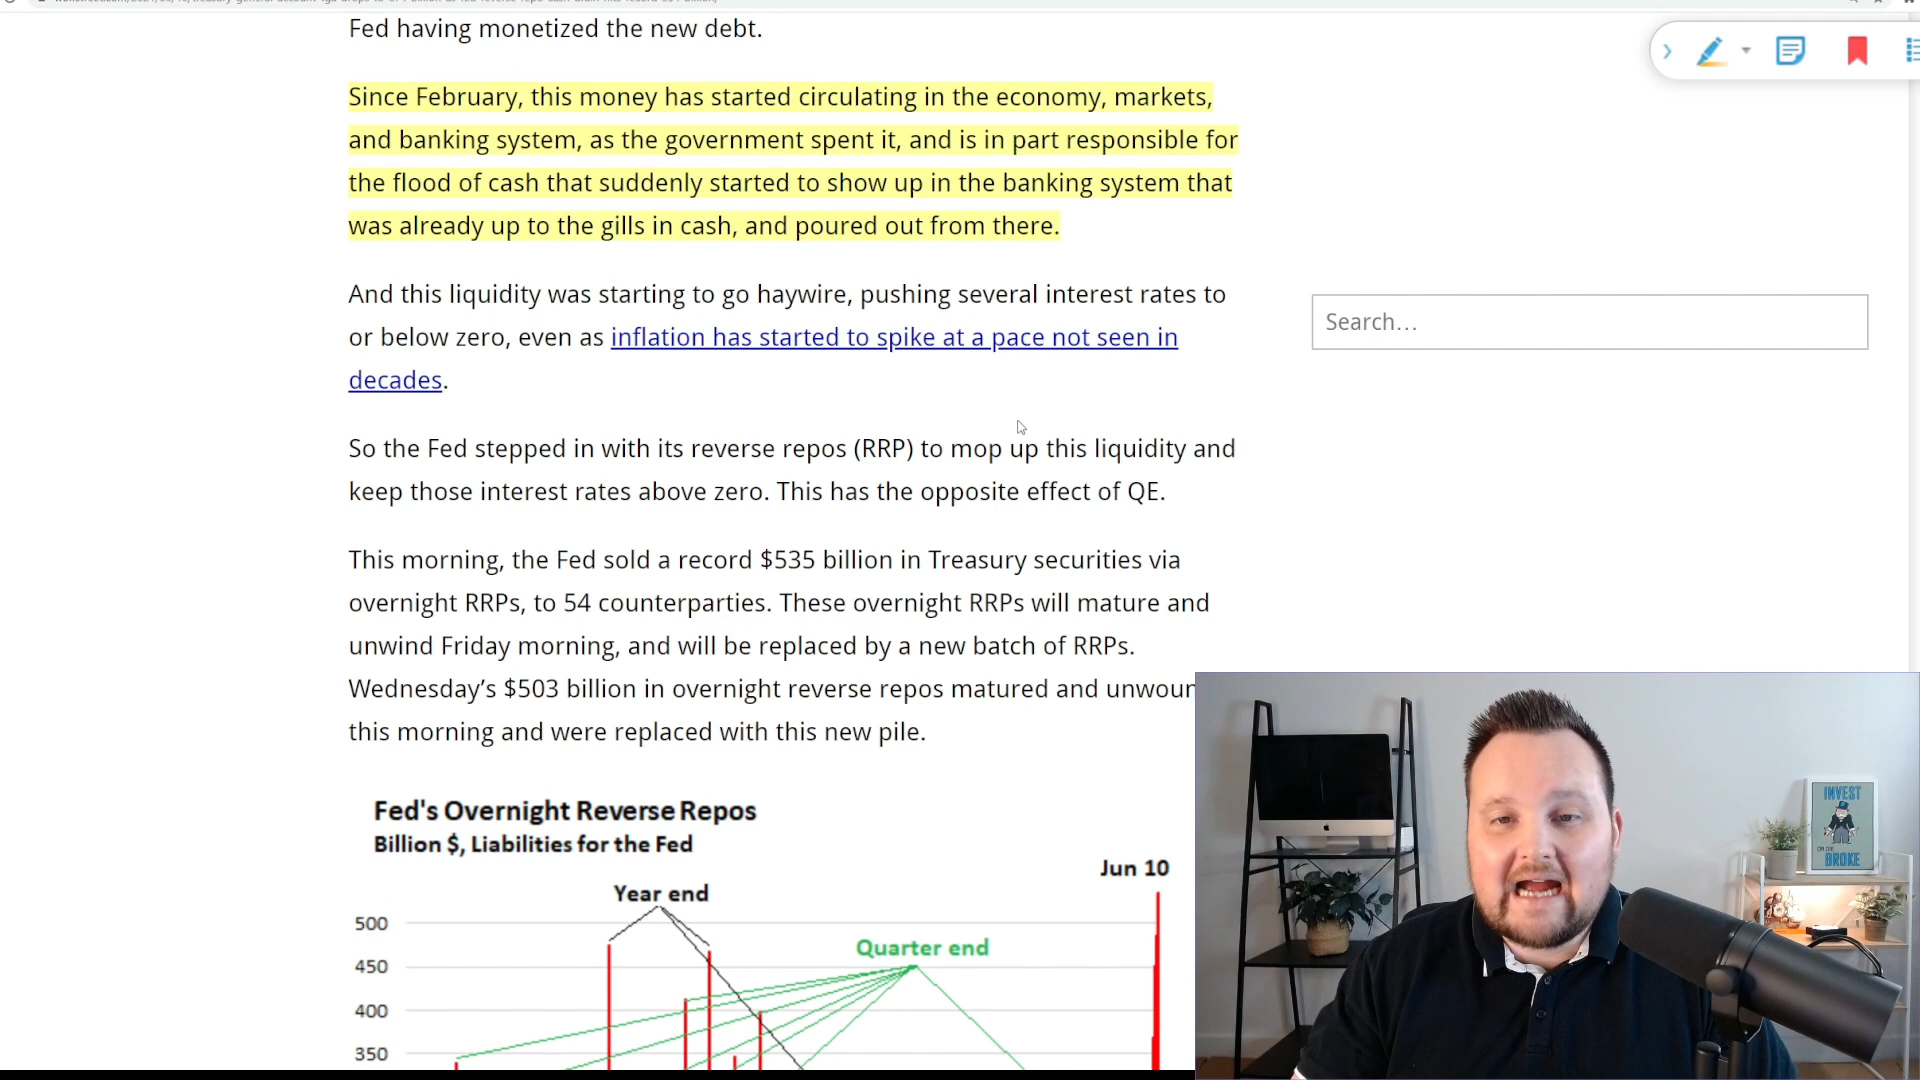 Fed having monetized the new debt.
Since February, this money has started circulating in the economy, markets,
and banking system, as the government spent it, and is in part responsible for
the flood of cash that suddenly started to show up in the banking system that
was already up to the gills in cash, and poured out from there.
And this liquidity was starting to go haywire, pushing several interest rates to
or below zero, even as inflation has started to spike at a pace not seen in
decades.
Search…
So the Fed stepped in with its reverse repos (RRP) to mop up this liquidity and
keep those interest rates above zero. This has the opposite effect of QE.
This morning, the Fed sold a record $535 billion in Treasury securities via
overnight RRPs, to 54 counterparties. These overnight RRPs will mature and
unwind Friday morning, and will be replaced by a new batch of RRPs.
Wednesday’s $503 billion in overnight reverse repos matured and unwoun
this morning and were replaced with this new pile.
Fed's Overnight Reverse Repos
Billion $, Liabilities for the Fed
Jun 10
Year end
Quarter end
500
450
400
350
INVEST
OR DIE
BROKE